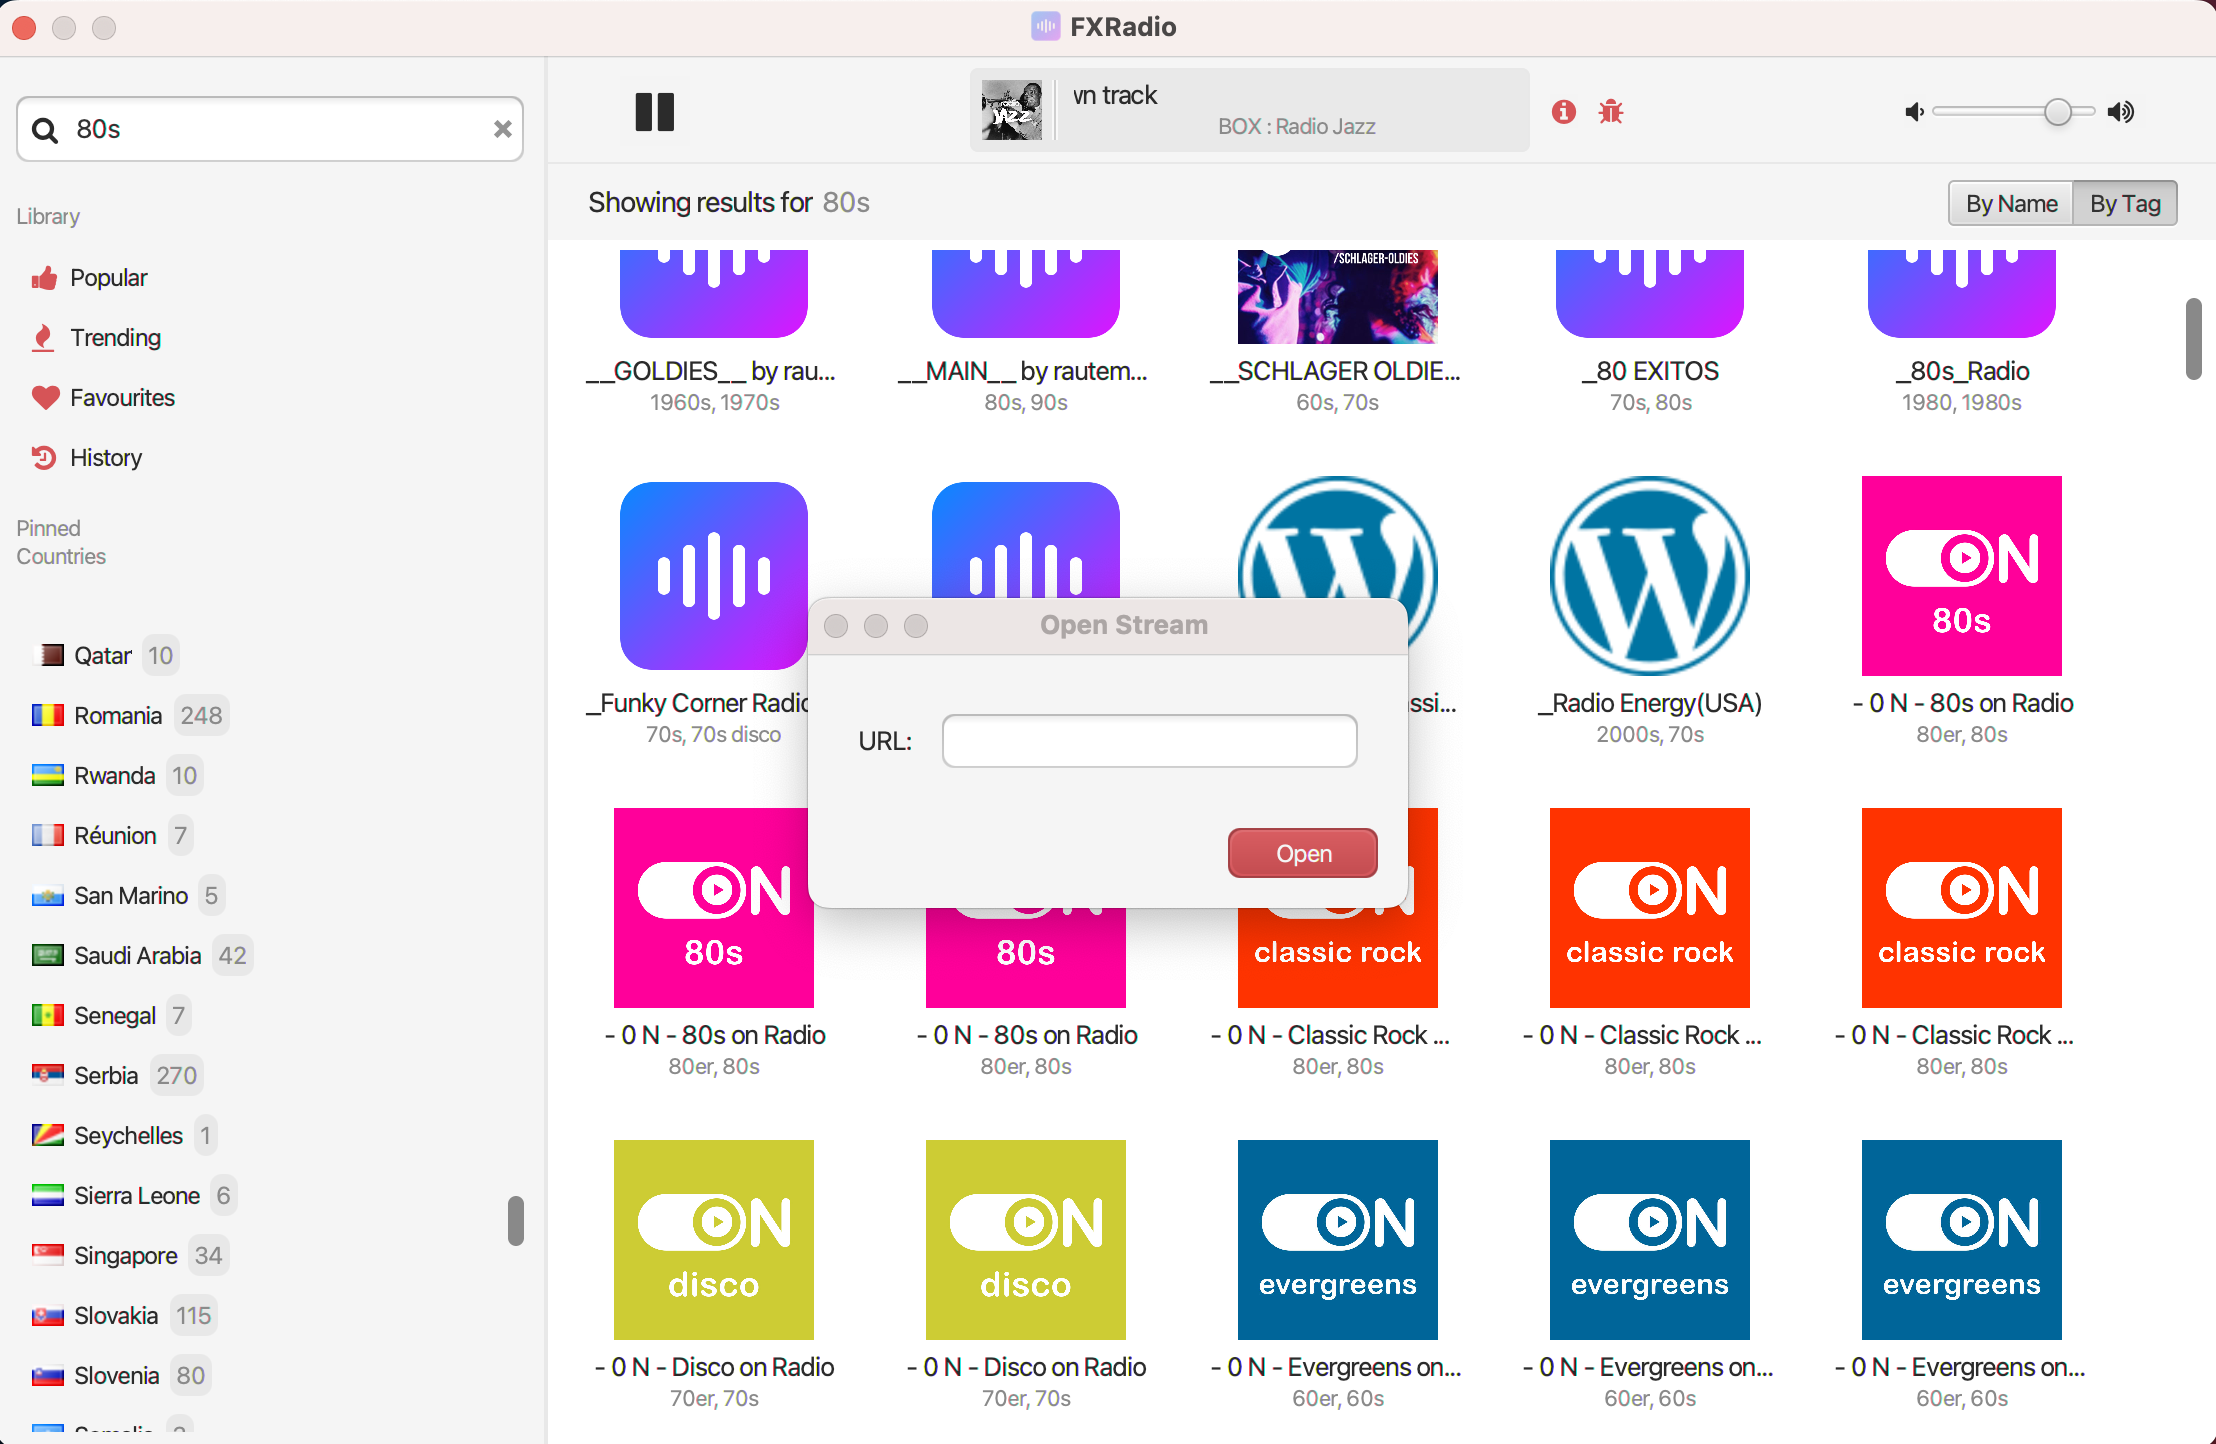 FXRadio
80s
Library
Popular
Trending
Favourites
History
Pinned
Countries
Qatar 10
Romania 248
Rwanda 10
Réunion 7
San Marino 5
Saudi Arabia 42
Senegal 7
Serbia 270
Seychelles 1
Sierra Leone 6
Singapore 34
Slovakia 115
Slovenia 80
wn track
BOX : Radio Jazz
Showing results for 80s
By Name
By Tag
/SCHLAGER-OLDIES
__GOLDIES__ by rau...
1960s, 1970s
__MAIN__ by rautem...
80s, 90s
__SCHLAGER OLDIE...
60s, 70s
_80 EXITOS
70s, 80s
_80s_Radio
1980, 1980s
_Funky Corner Radio
70s, 70s disco
ssi...
_Radio Energy(USA)
2000s, 70s
ON
80s
- 0 N - 80s on Radio
80er, 80s
Open Stream
URL:
Open
ON
80s
- 0 N - 80s on Radio
80er, 80s
80s
- 0 N - 80s on Radio
80er, 80s
classic rock
- 0 N - Classic Rock ...
80er, 80s
ON
classic rock
- 0 N - Classic Rock ...
80er, 80s
ON
classic rock
- 0 N - Classic Rock ...
80er, 80s
ON
disco
- 0 N - Disco on Radio
70er, 70s
ON
disco
- 0 N - Disco on Radio
70er, 70s
ON
evergreens
- 0 N - Evergreens on...
60er, 60s
ON
evergreens
- 0 N - Evergreens on...
60er, 60s
ON
evergreens
- 0 N - Evergreens on...
60er, 60s